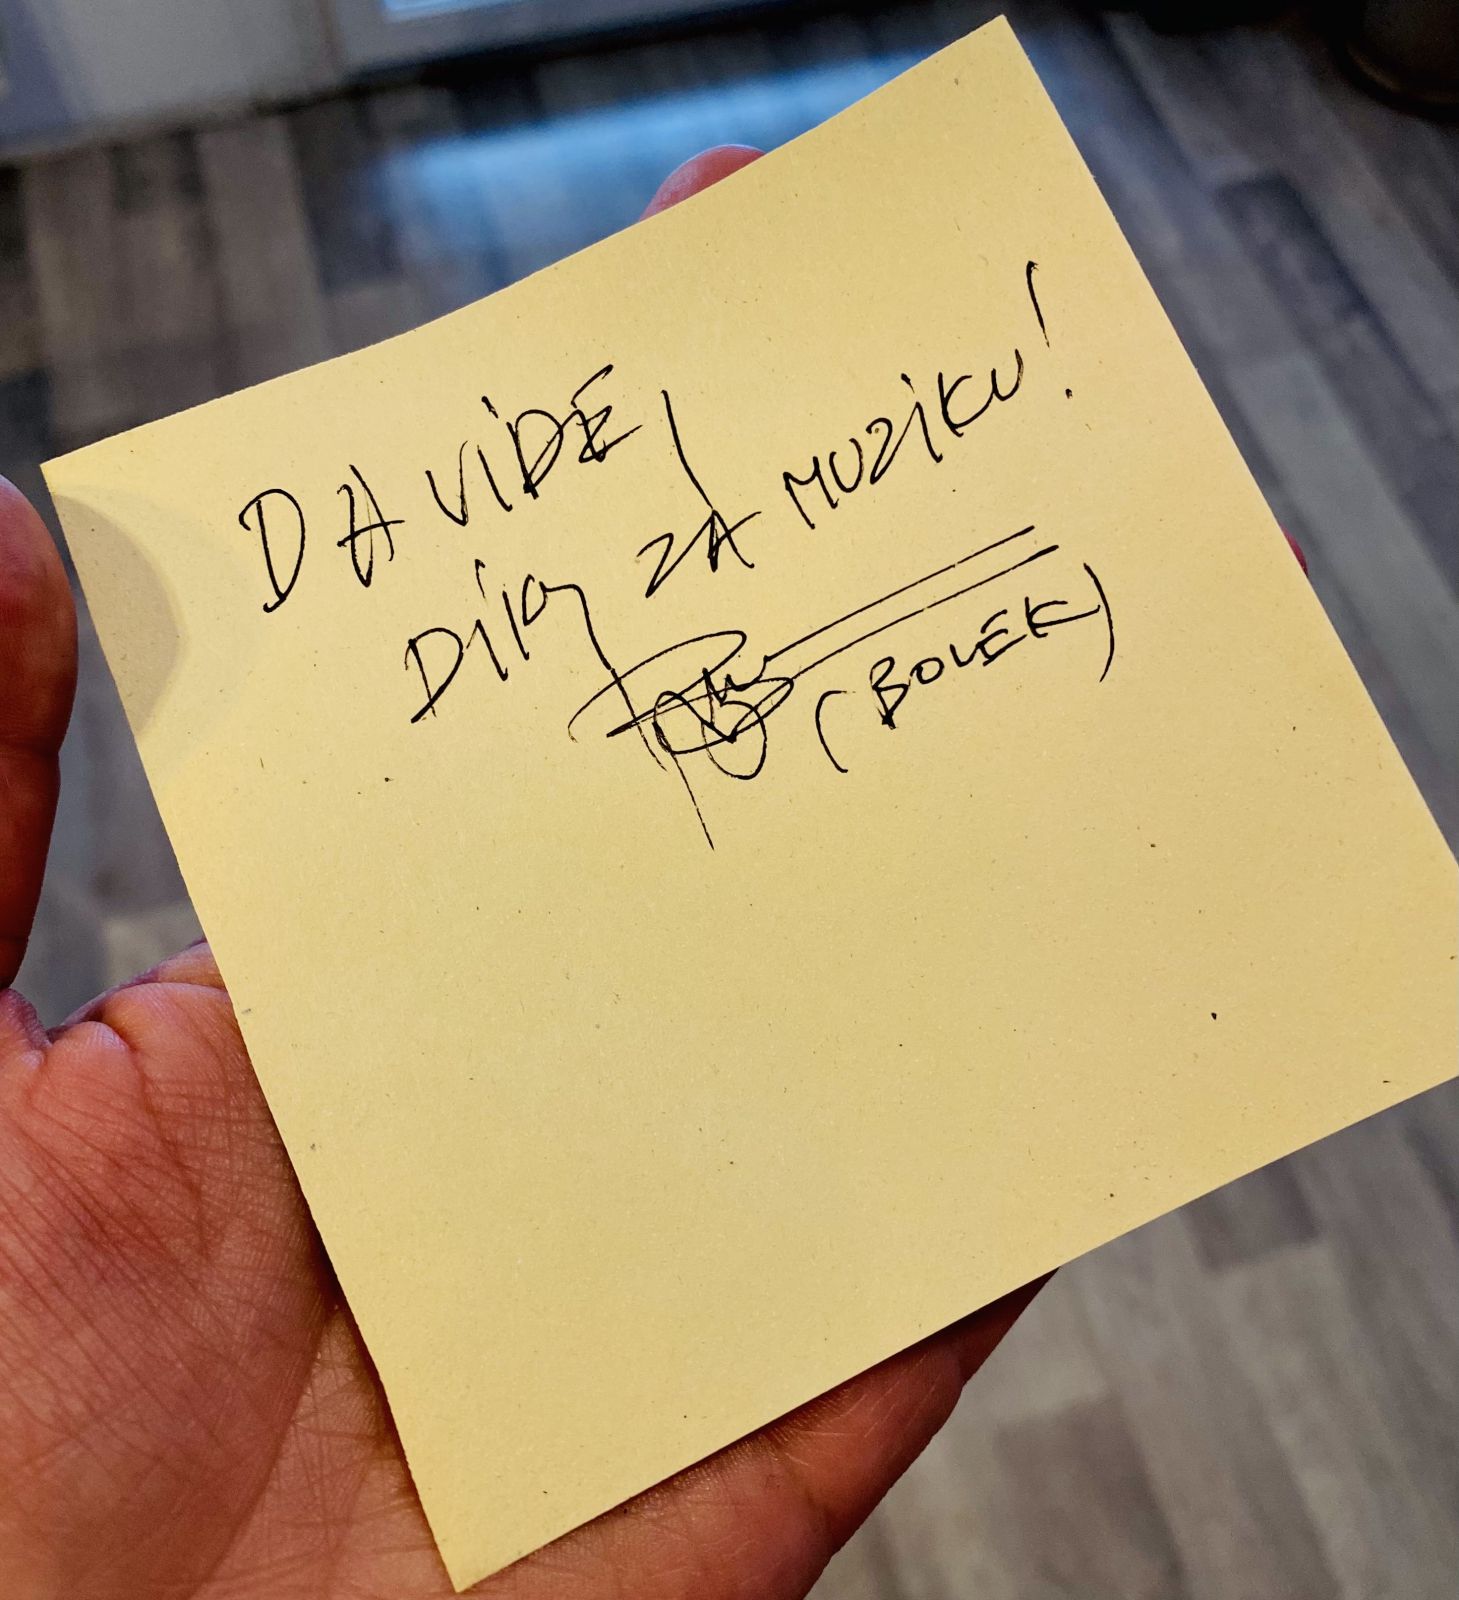 DAVIDE,
DÍKY ZA MUZIKU!
(BOLEK)